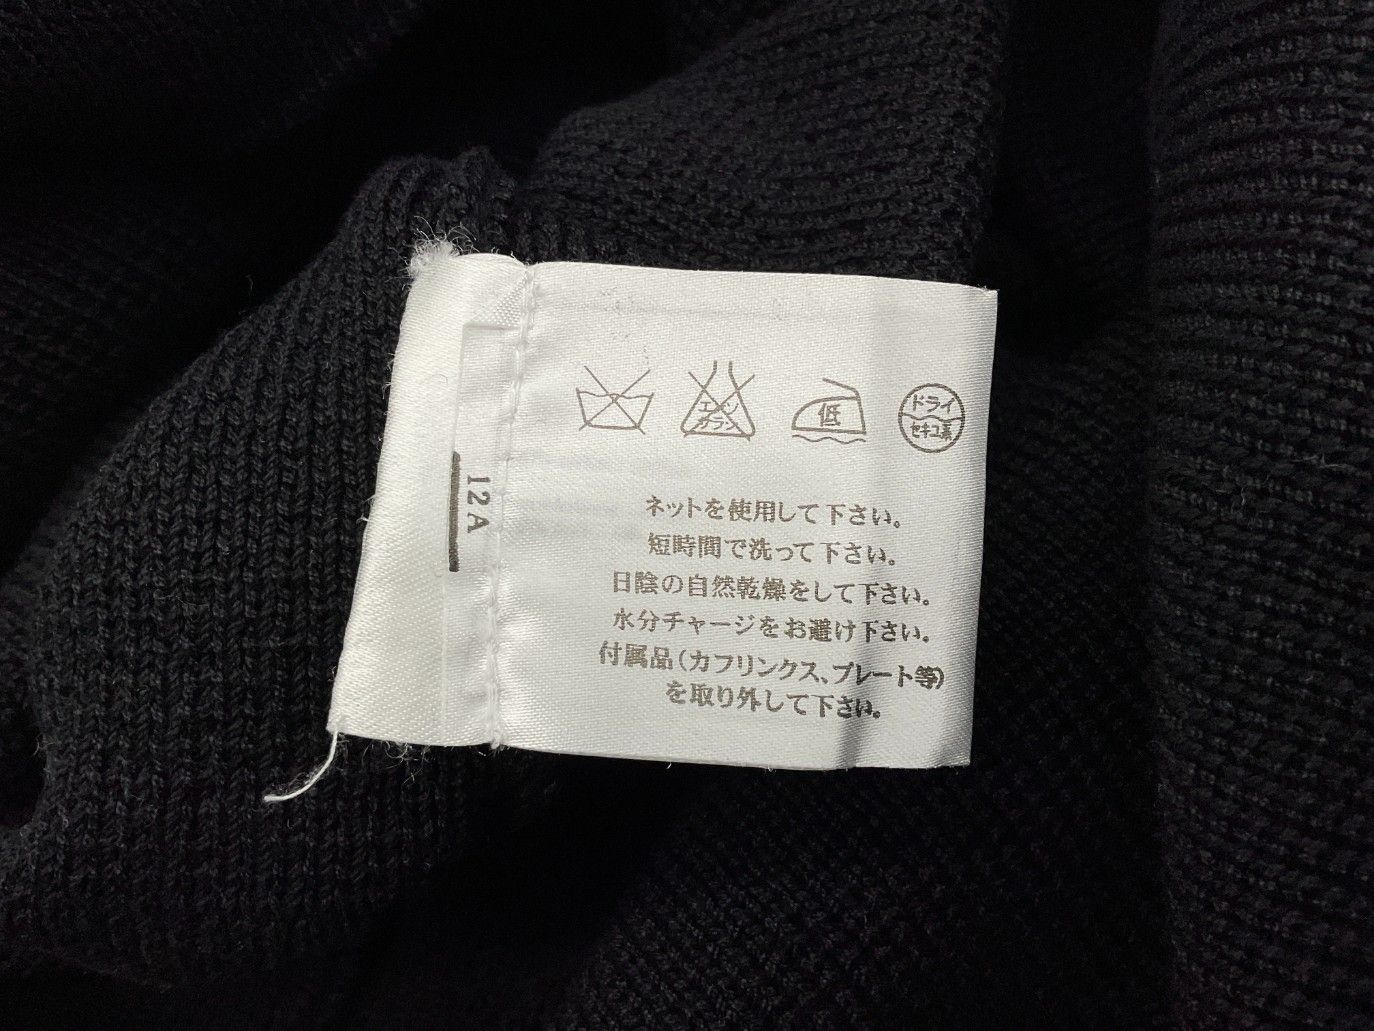 エンソ
サラシ
低
ドライ
セキユ系
12A
ネットを使用して下さい。
短時間で洗って下さい。
日陰の自然乾燥をして下さい。
水分チャージをお避け下さい。
付属品(カフリンクス、プレート等)
を取り外して下さい。